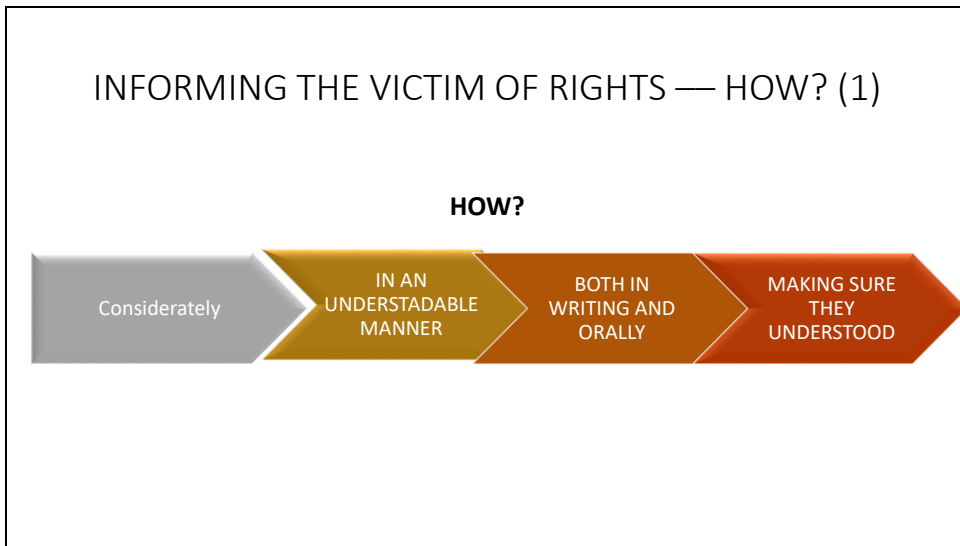 INFORMING THE VICTIM OF RIGHTS — HOW? (1)
HOW?
Considerately
IN AN
UNDERSTADABLE
MANNER
BOTH IN
WRITING AND
ORALLY
MAKING SURE
THEY
UNDERSTOOD